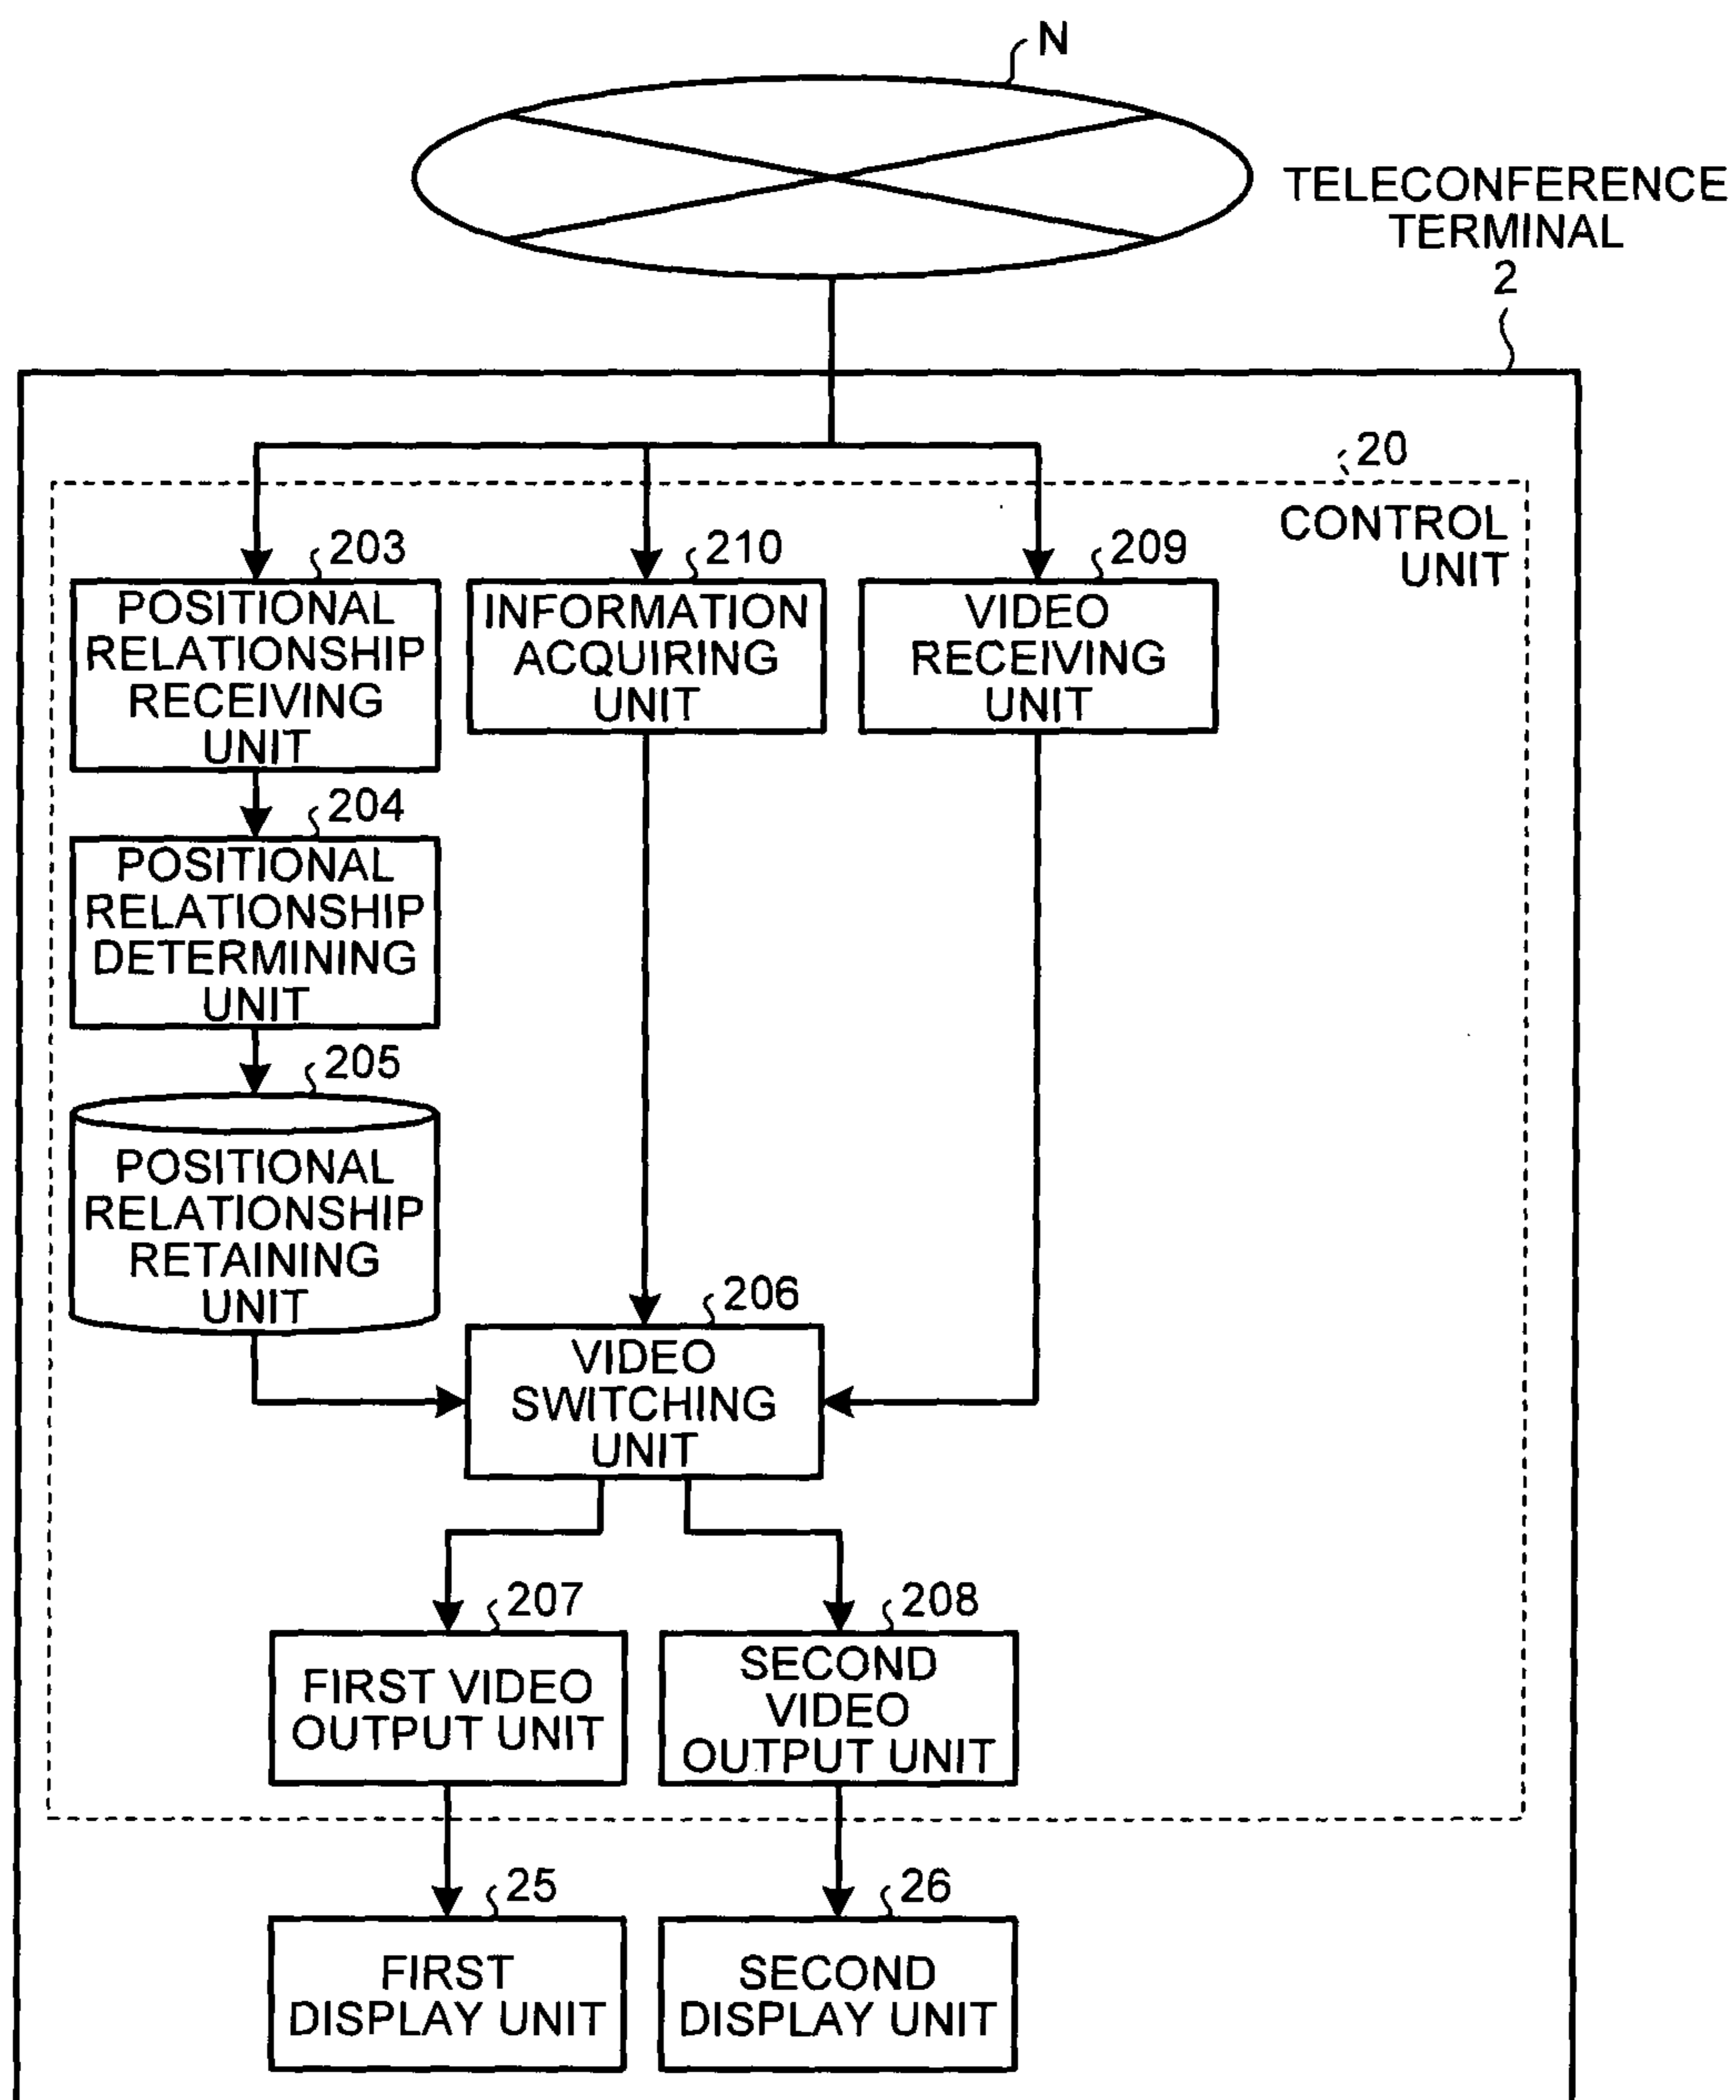 N
TELECONFERENCE
TERMINAL
2
20
CONTROL
UNIT
203
POSITIONAL
RELATIONSHIP
RECEIVING
UNIT
210
INFORMATION
ACQUIRING
UNIT
209
VIDEO
RECEIVING
UNIT
204
POSITIONAL
RELATIONSHIP
DETERMINING
UNIT
205
POSITIONAL
RELATIONSHIP
RETAINING
UNIT
206
VIDEO
SWITCHING
UNIT
207
FIRST VIDEO
OUTPUT UNIT
208
SECOND
VIDEO
OUTPUT UNIT
25
FIRST
DISPLAY UNIT
26
SECOND
DISPLAY UNIT